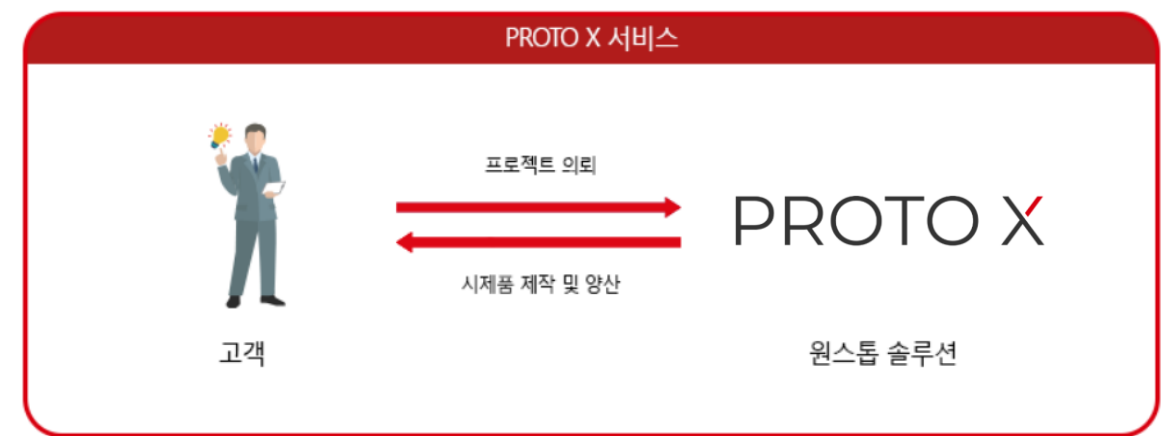 PROTO X 서비스
프로젝트 의뢰
PROTO X
시제품 제작 및 양산
고객
원스톱 솔루션